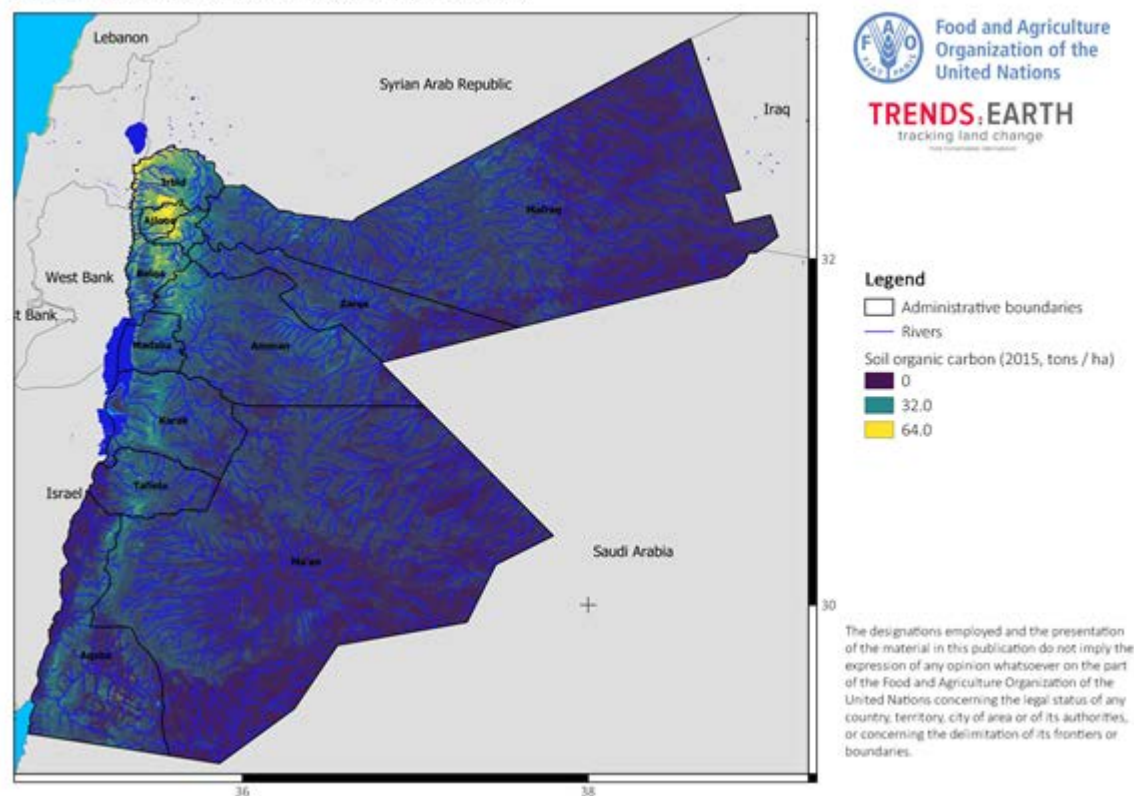 Lebanon
Syrian Arab Republic
Iraq
Irbid
Mafraq
Ajloun
Balqa
West Bank
t Bank
Zarqa
Madaba
Amman
Karak
Tafiela
Israel
Ma'an
Saudi Arabia
Aqaba
32
30
36
38
FAO
FIAT PANIS
Food and Agriculture
Organization of the
United Nations
TRENDS.EARTH
tracking land change
Legend
Administrative boundaries
Rivers
Soil organic carbon (2015, tons / ha)
0
32.0
64.0
The designations employed and the presentation
of the material in this publication do not imply the
expression of any opinion whatsoever on the part
of the Food and Agriculture Organization of the
United Nations concerning the legal status of any
country, territory, city of area or of its authorities,
or concerning the delimitation of its frontiers or
boundaries.